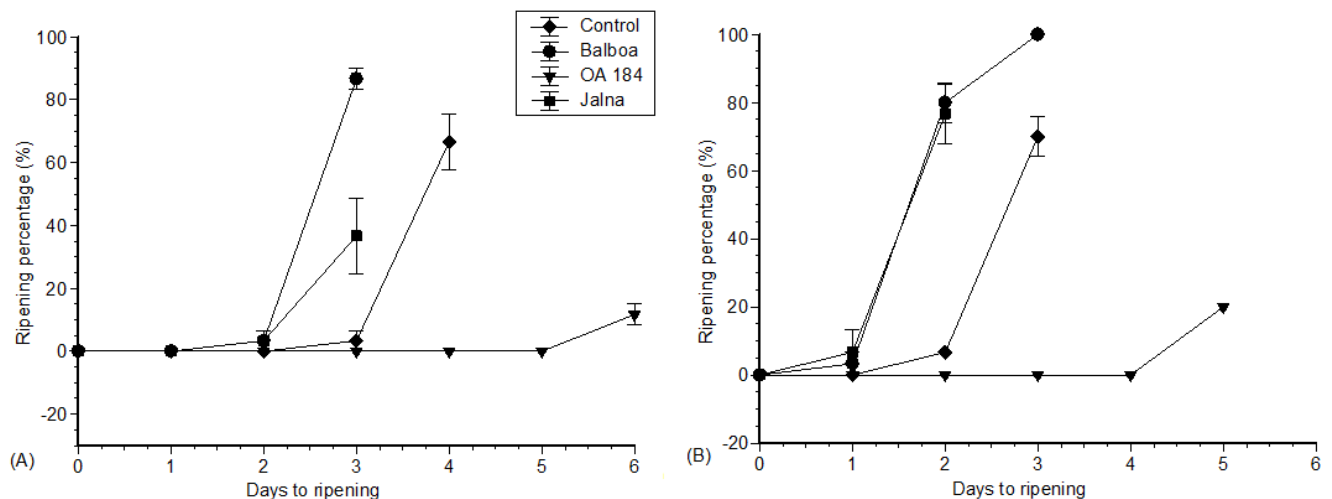 Control
Balboa
OA 184
Jalna
Ripening percentage (%)
100
80
60
40
20
0
-20
0 1 2 3 4 5 6
Days to ripening
(A)
Ripening percentage (%)
100
80
60
40
20
0
-20
0 1 2 3 4 5 6
Days to ripening
(B)